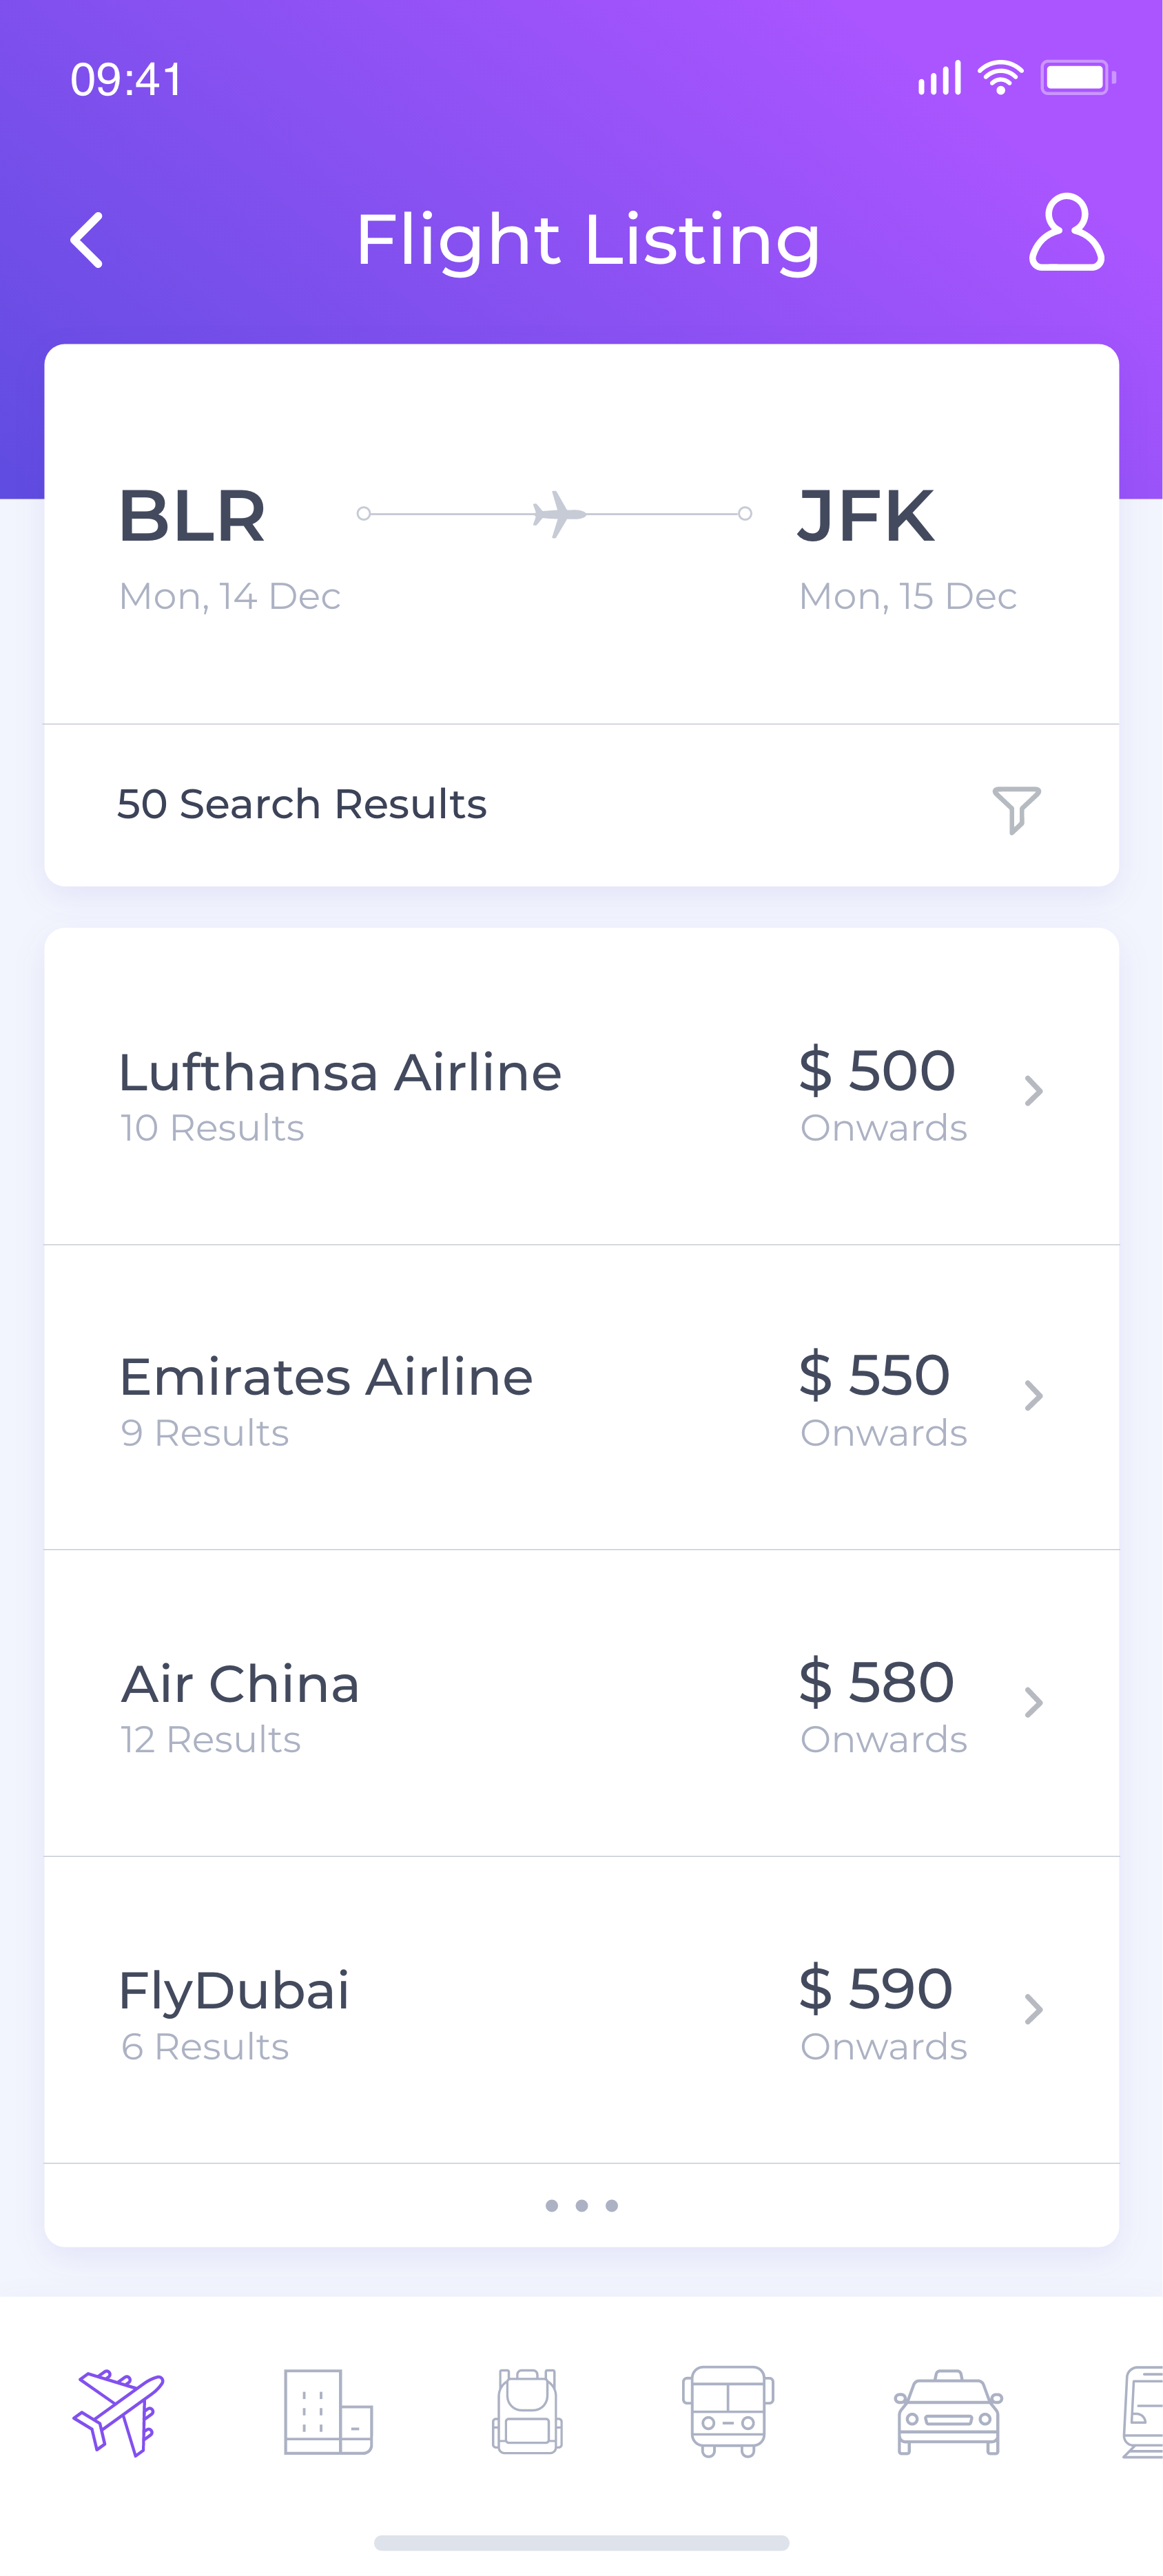 09:41
Flight Listing
BLR JFK
Mon, 14 Dec Mon, 15 Dec
50 Search Results
Lufthansa Airline $ 500
10 Results Onwards
Emirates Airline $ 550
9 Results Onwards
Air China $ 580
12 Results Onwards
FlyDubai $ 590
6 Results Onwards